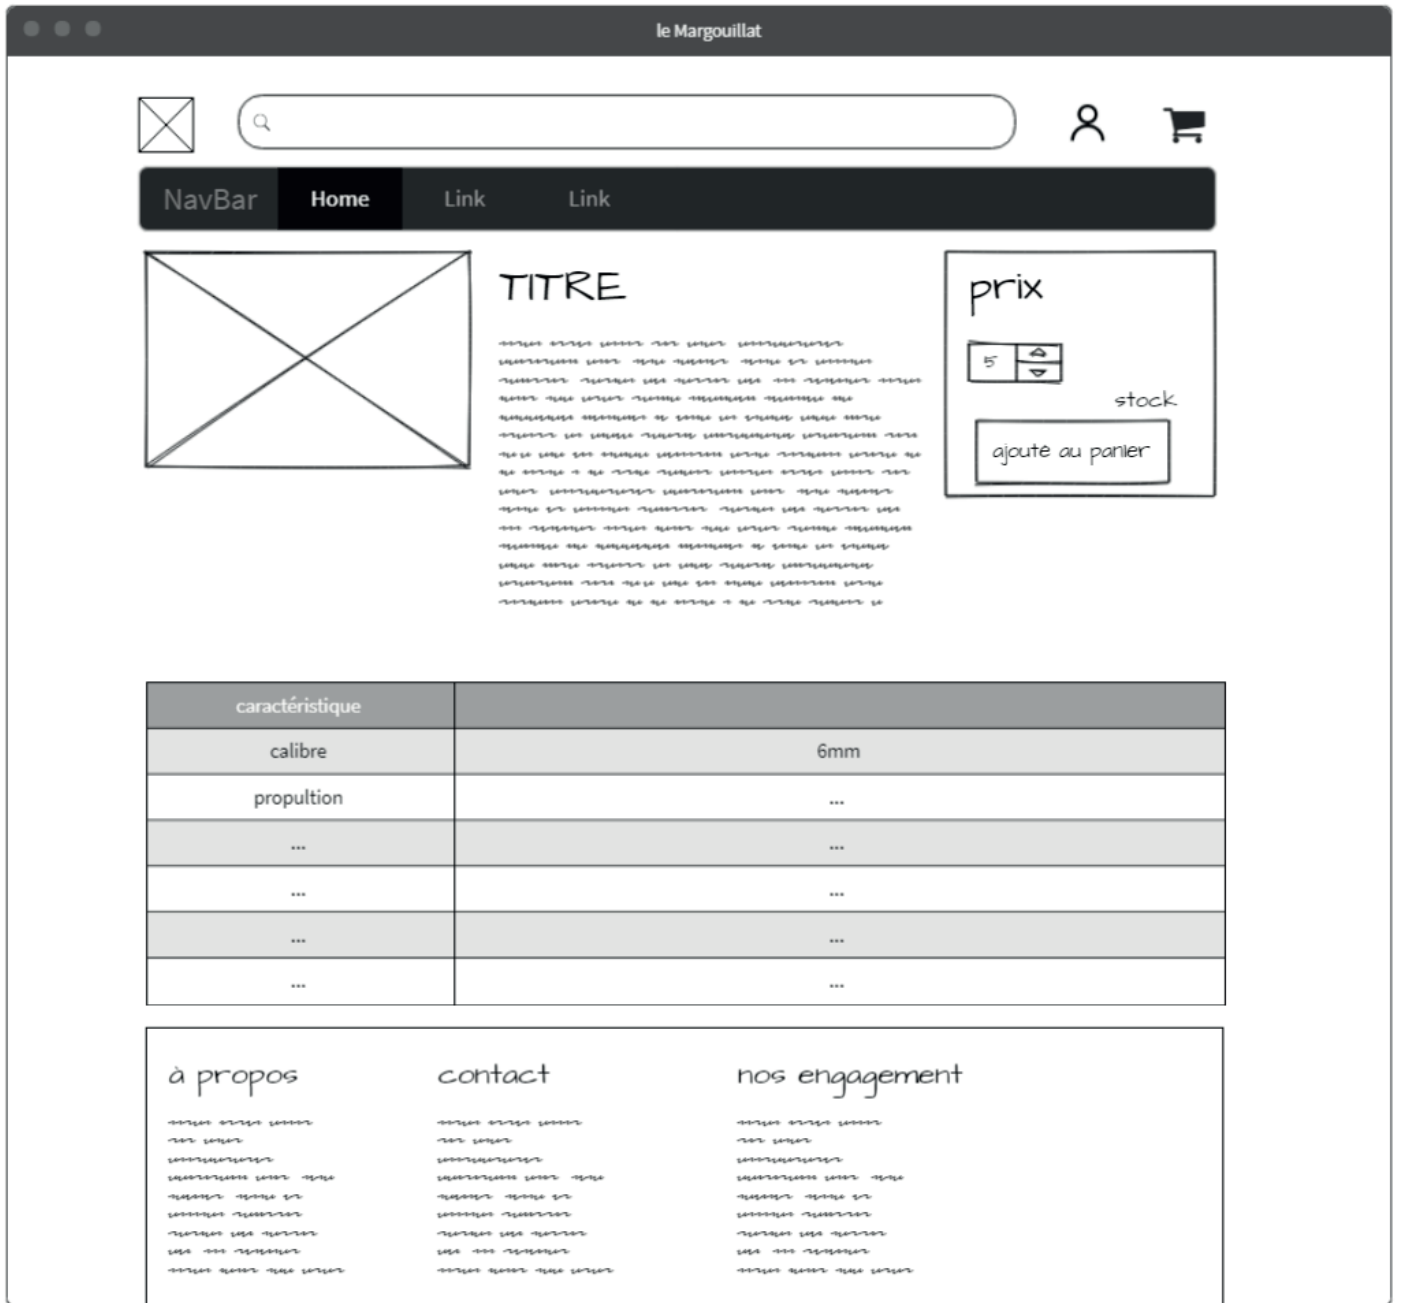 le Margouillat
NavBar Home Link Link
TITRE
prix
5
stock
ajoute au panier
caractéristique
calibre 6mm
propultion ...
... ...
... ...
... ...
... ...
à propos contact nos engagement